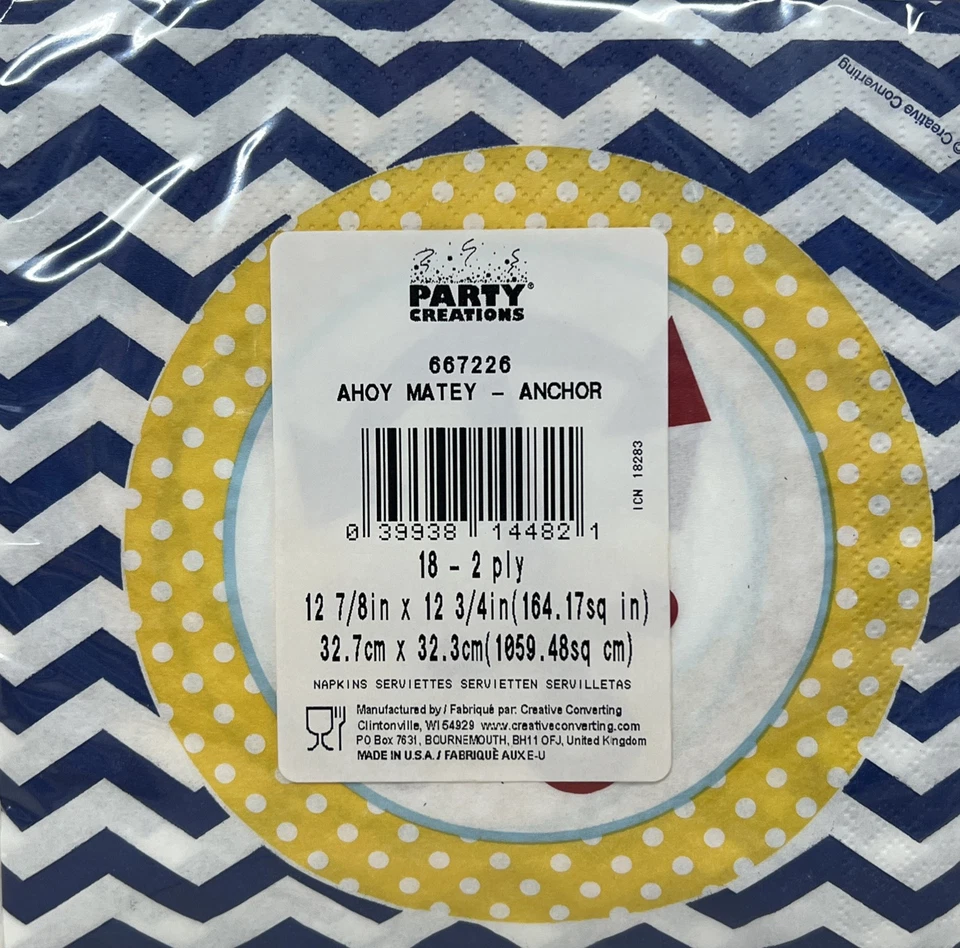 © Creative Converting
PARTY®
CREATIONS
667226
AHOY MATEY – ANCHOR
ICN 18283
0 39938 14482 1
18 – 2 ply
12 7/8in x 12 3/4in(164.17sq in)
32.7cm x 32.3cm(1059.48sq cm)
NAPKINS SERVIETTES SERVIETTEN SERVILLETAS
Manufactured by / Fabriqué par: Creative Converting
Clintonville, WI 54929 www.creativeconverting.com
PO Box 7631, BOURNEMOUTH, BH11 OFJ, United Kingdom
MADE IN U.S.A. / FABRIQUÈ AUX E-U